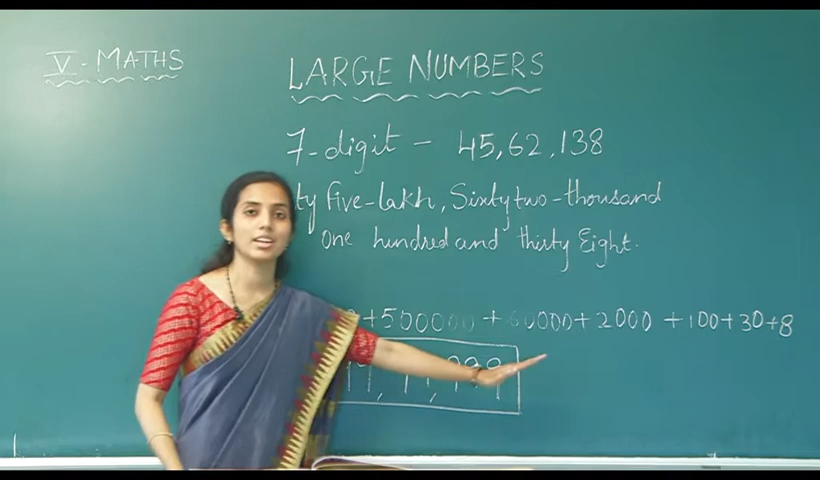 V - MATHS
LARGE NUMBERS
7-digit - 45,62,138
ty five-lakh, Sixty two-thousand
One hundred and thirty Eight.
+500000 + 60000 + 2000 + 100 + 30 + 8